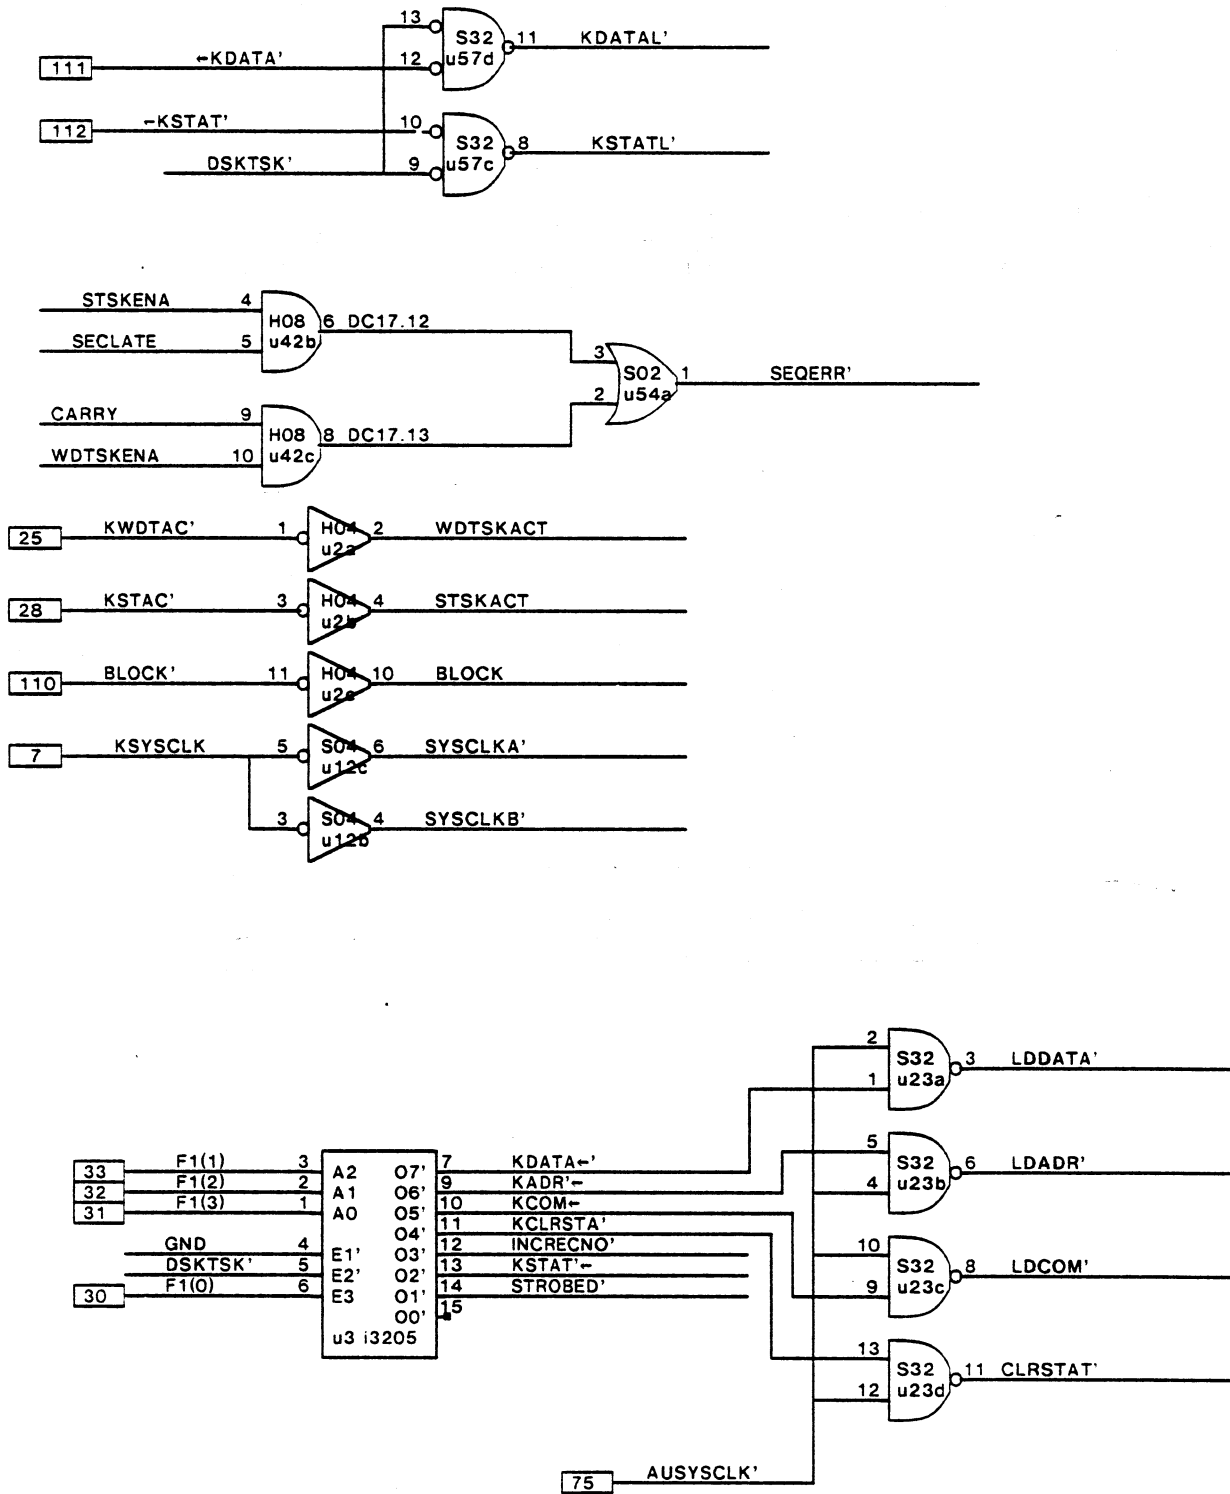 13
S32
u57d
11 KDATAL'
111 ←KDATA' 12
112 ←KSTAT' 10
S32
u57c
8 KSTATL'
DSKTSK' 9
STSKENA 4
H08
u42b
6 DC17.12
SECLATE 5
3
S02
u54a
1 SEQERR'
2
CARRY 9
H08
u42c
8 DC17.13
WDTSKENA 10
25 KWDTAC' 1 H04 2 WDTSKACT
u2a
28 KSTAC' 3 H04 4 STSKACT
u2b
110 BLOCK' 11 H04 10 BLOCK
u2e
7 KSYSCLK 5 S04 6 SYSCLKA'
u12c
3 S04 4 SYSCLKB'
u12b
2
S32
u23a
3 LDDATA'
1
5
S32
u23b
6 LDADR'
4
33 F1(1) 3 A2 O7' 7 KDATA←'
32 F1(2) 2 A1 O6' 9 KADR'←
31 F1(3) 1 A0 O5' 10 KCOM←
O4' 11 KCLRSTA'
GND 4 E1' O3' 12 INCRECNO'
DSKTSK' 5 E2' O2' 13 KSTAT'←
30 F1(0) 6 E3 O1' 14 STROBED'
O0' 15
u3 i3205
10
S32
u23c
8 LDCOM'
9
13
S32
u23d
11 CLRSTAT'
12
75 AUSYSCLK'